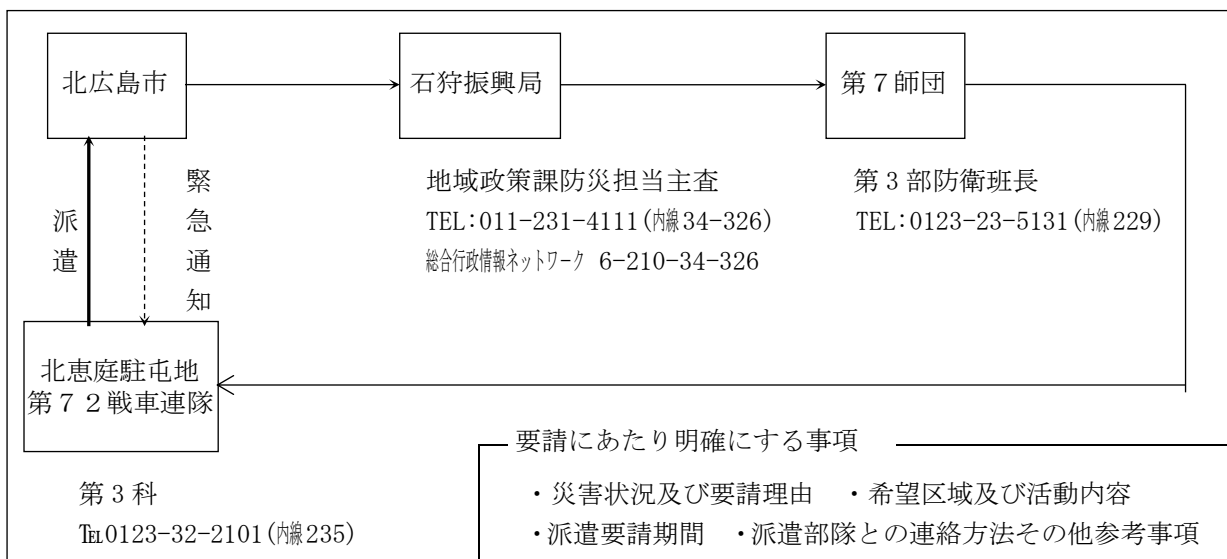 北広島市
石狩振興局
第７師団
派遣
緊急通知
地域政策課防災担当主査
TEL:011-231-4111(内線34-326)
総合行政情報ネットワーク 6-210-34-326
第３部防衛班長
TEL:0123-23-5131(内線229)
北恵庭駐屯地
第７２戦車連隊
第３科
℡0123-32-2101(内線235)
要請にあたり明確にする事項
・災害状況及び要請理由 ・希望区域及び活動内容
・派遣要請期間 ・派遣部隊との連絡方法その他参考事項